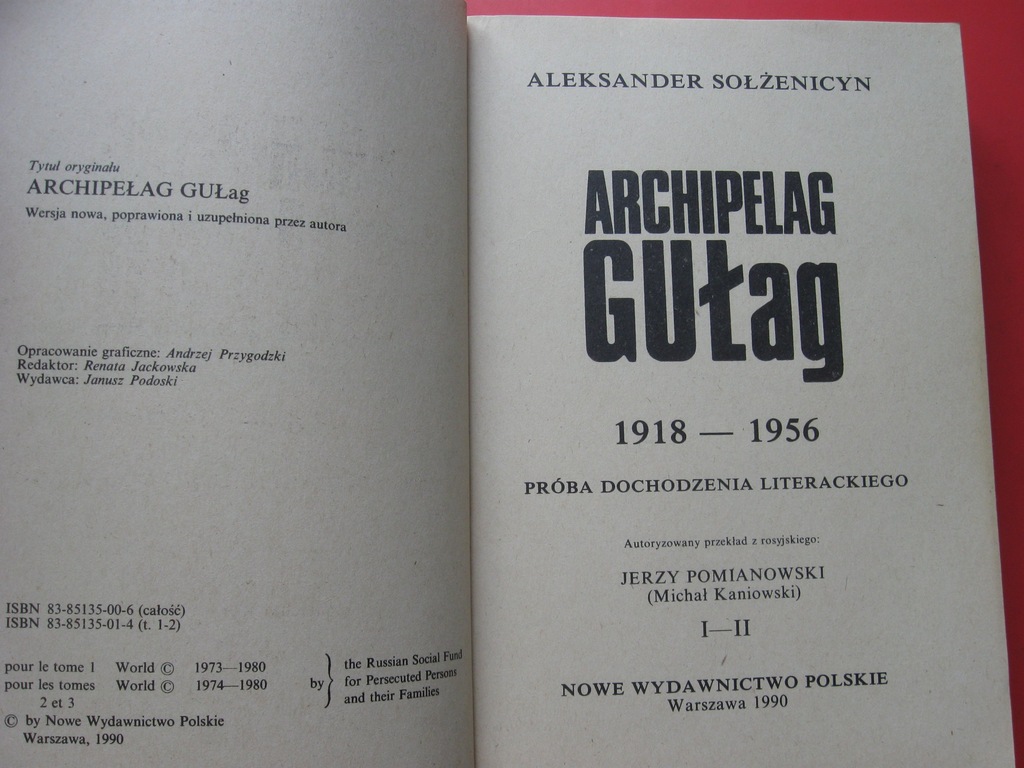 Tytuł oryginału
ARCHIPEŁAG GUŁag
Wersja nowa, poprawiona i uzupełniona przez autora
Opracowanie graficzne: Andrzej Przygodzki
Redaktor: Renata Jackowska
Wydawca: Janusz Podoski
ISBN 83-85135-00-6 (całość)
ISBN 83-85135-01-4 (t. 1-2)
pour le tome 1 World © 1973—1980
pour les tomes World © 1974—1980
2 et 3
by } the Russian Social Fund
for Persecuted Persons
and their Families
© by Nowe Wydawnictwo Polskie
Warszawa, 1990
ALEKSANDER SOŁŻENICYN
ARCHIPELAG
GUŁag
1918 — 1956
PRÓBA DOCHODZENIA LITERACKIEGO
Autoryzowany przekład z rosyjskiego:
JERZY POMIANOWSKI
(Michał Kaniowski)
I—II
NOWE WYDAWNICTWO POLSKIE
Warszawa 1990